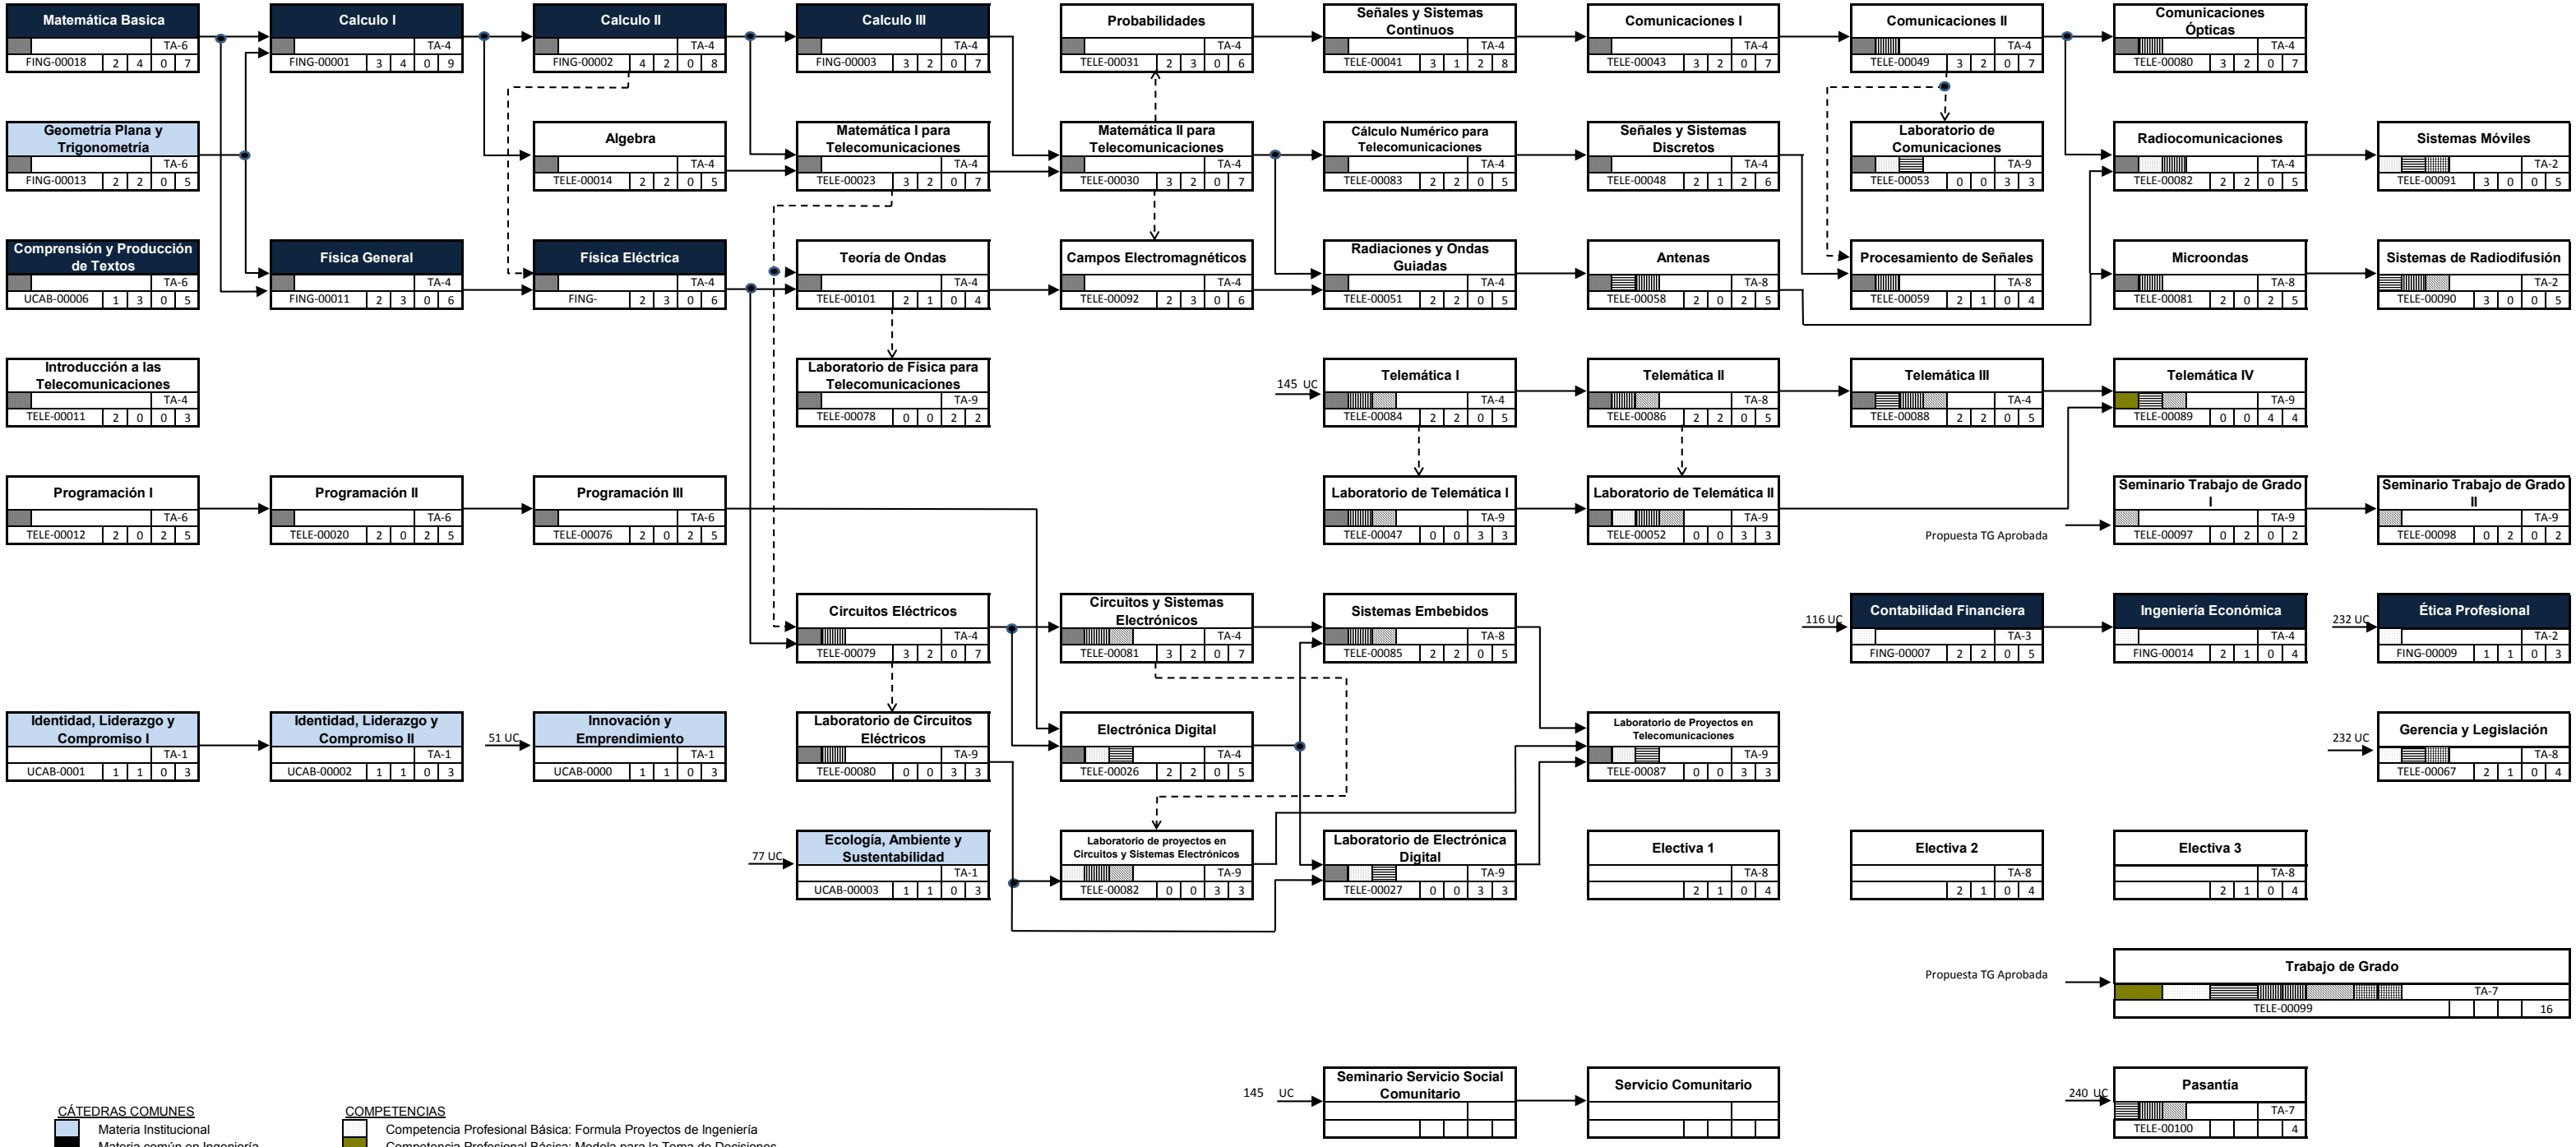 Matemática Basica
TA-6
FING-00018 2 4 0 7
Calculo I
TA-4
FING-00001 3 4 0 9
Calculo II
TA-4
FING-00002 4 2 0 8
Calculo III
TA-4
FING-00003 3 2 0 7
Probabilidades
TA-4
TELE-00031 2 3 0 6
Señales y Sistemas
Continuos
TA-4
TELE-00041 3 1 2 8
Comunicaciones I
TA-4
TELE-00043 3 2 0 7
Comunicaciones II
TA-4
TELE-00049 3 2 0 7
Comunicaciones
Ópticas
TA-4
TELE-00080 3 2 0 7
Geometría Plana y
Trigonometría
TA-6
FING-00013 2 2 0 5
Algebra
TA-4
TELE-00014 2 2 0 5
Matemática I para
Telecomunicaciones
TA-4
TELE-00023 3 2 0 7
Matemática II para
Telecomunicaciones
TA-4
TELE-00030 3 2 0 7
Cálculo Numérico para
Telecomunicaciones
TA-4
TELE-00083 2 2 0 5
Señales y Sistemas
Discretos
TA-4
TELE-00048 2 1 2 6
Laboratorio de
Comunicaciones
TA-9
TELE-00053 0 0 3 3
Radiocomunicaciones
TA-4
TELE-00082 2 2 0 5
Sistemas Móviles
TA-2
TELE-00091 3 0 0 5
Comprensión y Producción
de Textos
TA-6
UCAB-00006 1 3 0 5
Física General
TA-4
FING-00011 2 3 0 6
Física Eléctrica
TA-4
FING- 2 3 0 6
Teoría de Ondas
TA-4
TELE-00101 2 1 0 4
Campos Electromagnéticos
TA-4
TELE-00092 2 3 0 6
Radiaciones y Ondas
Guiadas
TA-4
TELE-00051 2 2 0 5
Antenas
TA-8
TELE-00058 2 0 2 5
Procesamiento de Señales
TA-8
TELE-00059 2 1 0 4
Microondas
TA-8
TELE-00081 2 0 2 5
Sistemas de Radiodifusión
TA-2
TELE-00090 3 0 0 5
Introducción a las
Telecomunicaciones
TA-4
TELE-00011 2 0 0 3
Laboratorio de Física para
Telecomunicaciones
TA-9
TELE-00078 0 0 2 2
145 UC
Telemática I
TA-4
TELE-00084 2 2 0 5
Telemática II
TA-8
TELE-00086 2 2 0 5
Telemática III
TA-4
TELE-00088 2 2 0 5
Telemática IV
TA-9
TELE-00089 0 0 4 4
Programación I
TA-6
TELE-00012 2 0 2 5
Programación II
TA-6
TELE-00020 2 0 2 5
Programación III
TA-6
TELE-00076 2 0 2 5
Laboratorio de Telemática I
TA-9
TELE-00047 0 0 3 3
Laboratorio de Telemática II
TA-9
TELE-00052 0 0 3 3
Propuesta TG Aprobada
Seminario Trabajo de Grado
I
TA-9
TELE-00097 0 2 0 2
Seminario Trabajo de Grado
II
TA-9
TELE-00098 0 2 0 2
Circuitos Eléctricos
TA-4
TELE-00079 3 2 0 7
Circuitos y Sistemas
Electrónicos
TA-4
TELE-00081 3 2 0 7
Sistemas Embebidos
TA-8
TELE-00085 2 2 0 5
116 UC
Contabilidad Financiera
TA-3
FING-00007 2 2 0 5
Ingeniería Económica
TA-4
FING-00014 2 1 0 4
232 UC
Ética Profesional
TA-2
FING-00009 1 1 0 3
Identidad, Liderazgo y
Compromiso I
TA-1
UCAB-0001 1 1 0 3
Identidad, Liderazgo y
Compromiso II
TA-1
UCAB-00002 1 1 0 3
51 UC
Innovación y
Emprendimiento
TA-1
UCAB-0000 1 1 0 3
Laboratorio de Circuitos
Eléctricos
TA-9
TELE-00080 0 0 3 3
Electrónica Digital
TA-4
TELE-00026 2 2 0 5
Laboratorio de Proyectos en
Telecomunicaciones
TA-9
TELE-00087 0 0 3 3
232 UC
Gerencia y Legislación
TA-8
TELE-00067 2 1 0 4
77 UC
Ecología, Ambiente y
Sustentabilidad
TA-1
UCAB-00003 1 1 0 3
Laboratorio de proyectos en
Circuitos y Sistemas Electrónicos
TA-9
TELE-00082 0 0 3 3
Laboratorio de Electrónica
Digital
TA-9
TELE-00027 0 0 3 3
Electiva 1
TA-8
2 1 0 4
Electiva 2
TA-8
2 1 0 4
Electiva 3
TA-8
2 1 0 4
Propuesta TG Aprobada
Trabajo de Grado
TA-7
TELE-00099 16
145 UC
Seminario Servicio Social
Comunitario
Servicio Comunitario
240 UC
Pasantía
TA-7
TELE-00100 4
CÁTEDRAS COMUNES
Materia Institucional
Materia común en Ingeniería
COMPETENCIAS
Competencia Profesional Básica: Formula Proyectos de Ingeniería
Competencia Profesional Básica: Modela para la Toma de Decisiones